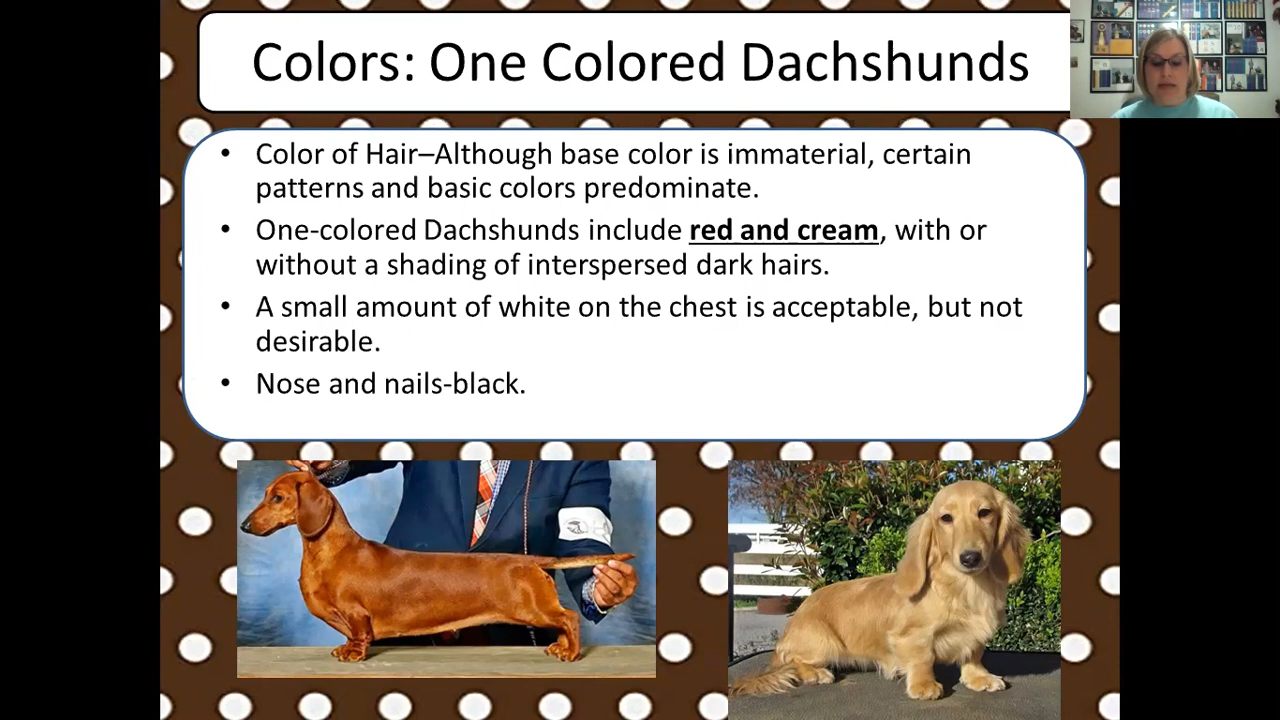 Colors: One Colored Dachshunds
• Color of Hair–Although base color is immaterial, certain
patterns and basic colors predominate.
• One-colored Dachshunds include red and cream, with or
without a shading of interspersed dark hairs.
• A small amount of white on the chest is acceptable, but not
desirable.
• Nose and nails-black.